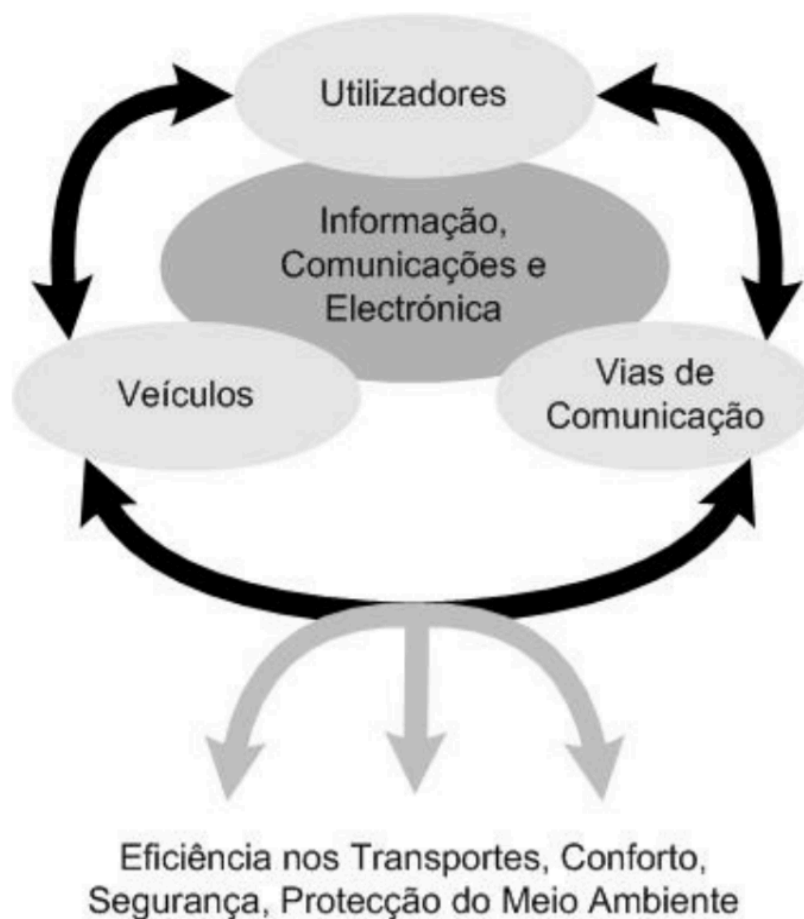 Utilizadores
Informação,
Comunicações e
Electrónica
Veículos
Vias de
Comunicação
Eficiência nos Transportes, Conforto,
Segurança, Protecção do Meio Ambiente